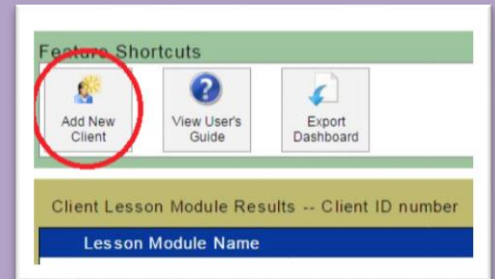 Feature Shortcuts
Add New
Client
View User's
Guide
Export
Dashboard
Client Lesson Module Results -- Client ID number
Lesson Module Name